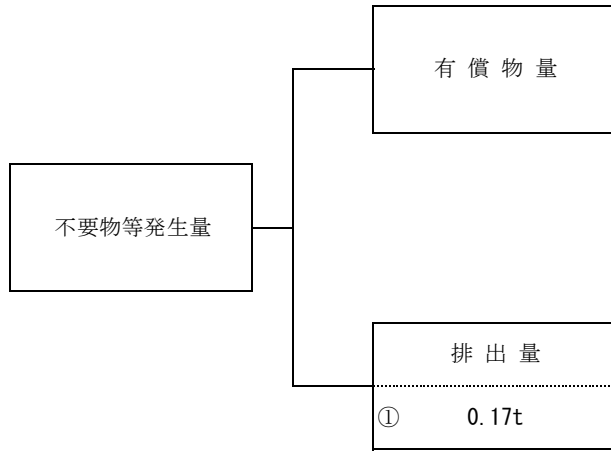 有 償 物 量
不要物等発生量
排 出 量
① 0.17t